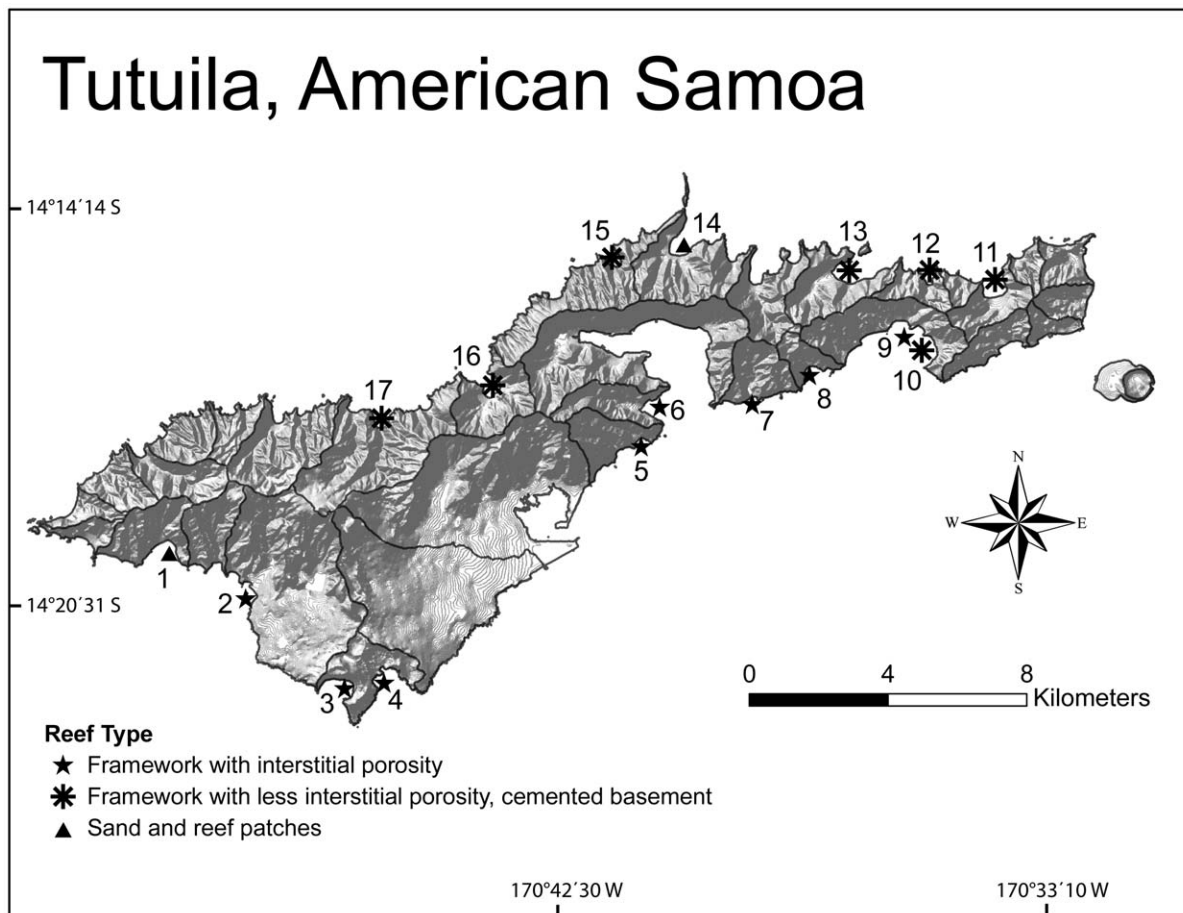 Tutuila, American Samoa
14°14´14 S
15
14
13
12
11
9
10
16
8
6
7
17
5
N
W
E
S
1
14°20´31 S
2
0
4
8
Kilometers
3
4
Reef Type
Framework with interstitial porosity
Framework with less interstitial porosity, cemented basement
Sand and reef patches
170°42´30 W
170°33´10 W